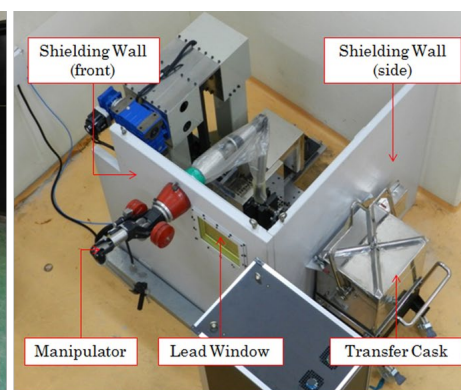 Shielding Wall
(front)
Shielding Wall
(side)
Manipulator
Lead Window
Transfer Cask